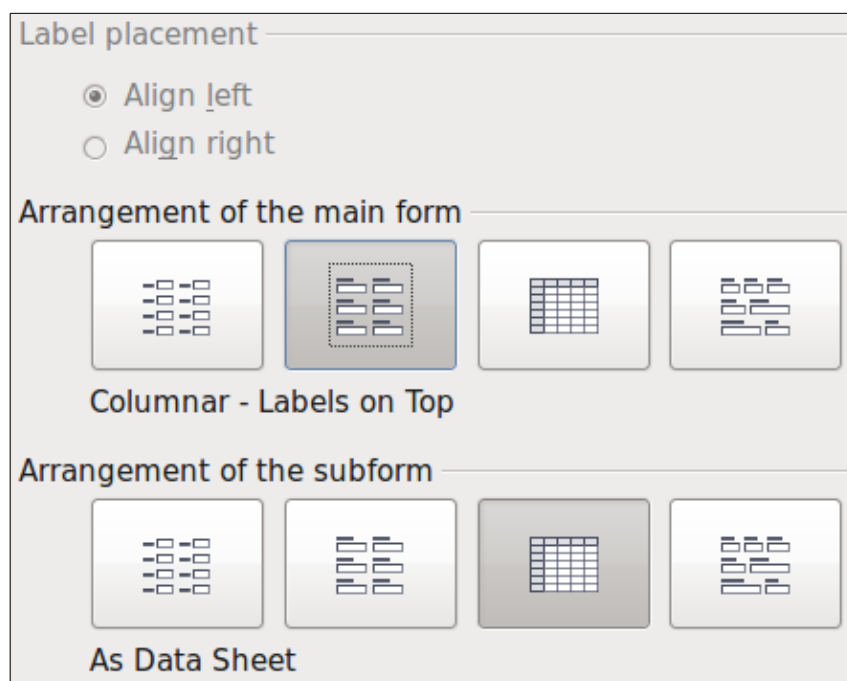 Label placement
Align left
Align right
Arrangement of the main form
Columnar - Labels on Top
Arrangement of the subform
As Data Sheet